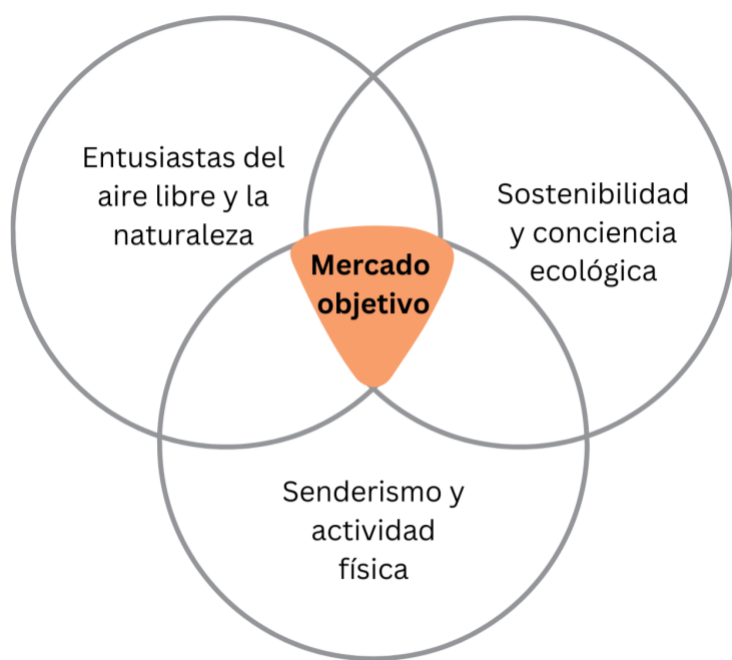 Entusiastas del
aire libre y la
naturaleza
Sostenibilidad
y conciencia
ecológica
Mercado
objetivo
Senderismo y
actividad
física